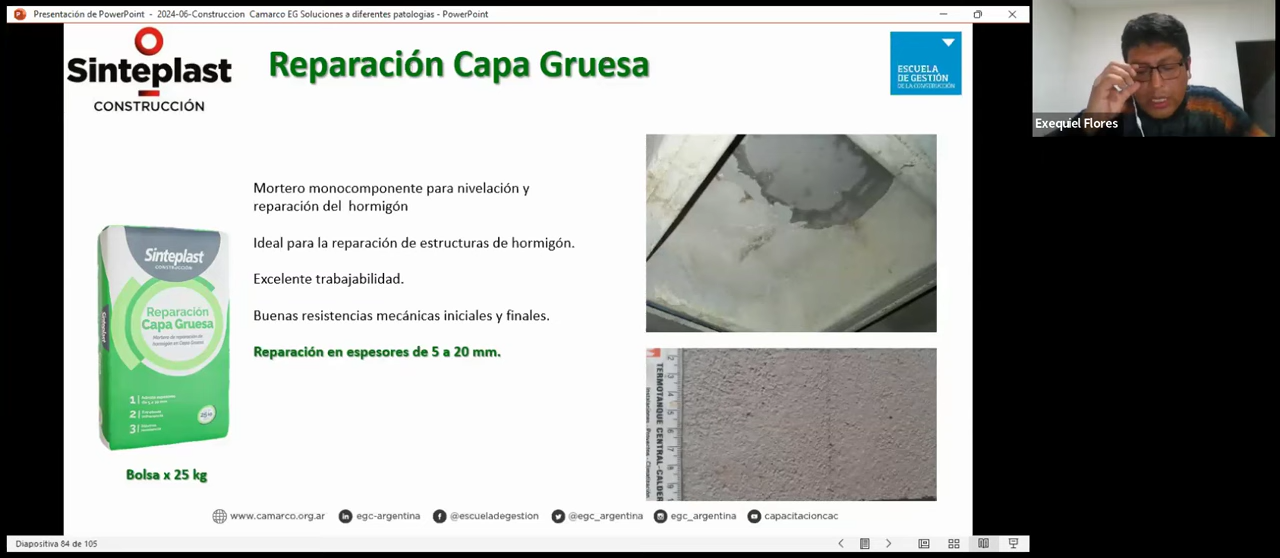 Presentación de PowerPoint - 2024-06-Construccion Camarco EG Soluciones a diferentes patologias - PowerPoint
Sinteplast
CONSTRUCCIÓN
Reparación Capa Gruesa
ESCUELA
DE GESTIÓN
DE LA CONSTRUCCIÓN
Exequiel Flores
Mortero monocomponente para nivelación y
reparación del hormigón
Ideal para la reparación de estructuras de hormigón.
Excelente trabajabilidad.
Buenas resistencias mecánicas iniciales y finales.
Reparación en espesores de 5 a 20 mm.
Sinteplast
CONSTRUCCIÓN
Reparación
Capa Gruesa
Mortero de reparación de
hormigón en Capa Gruesa
1
2
3
25 kg
Bolsa x 25 kg
TERMOTANQUE CENTRAL-CALDER
www.camarco.org.ar
egc-argentina
@escueladegestion
@egc_argentina
egc_argentina
capacitacioncac
Diapositiva 84 de 105